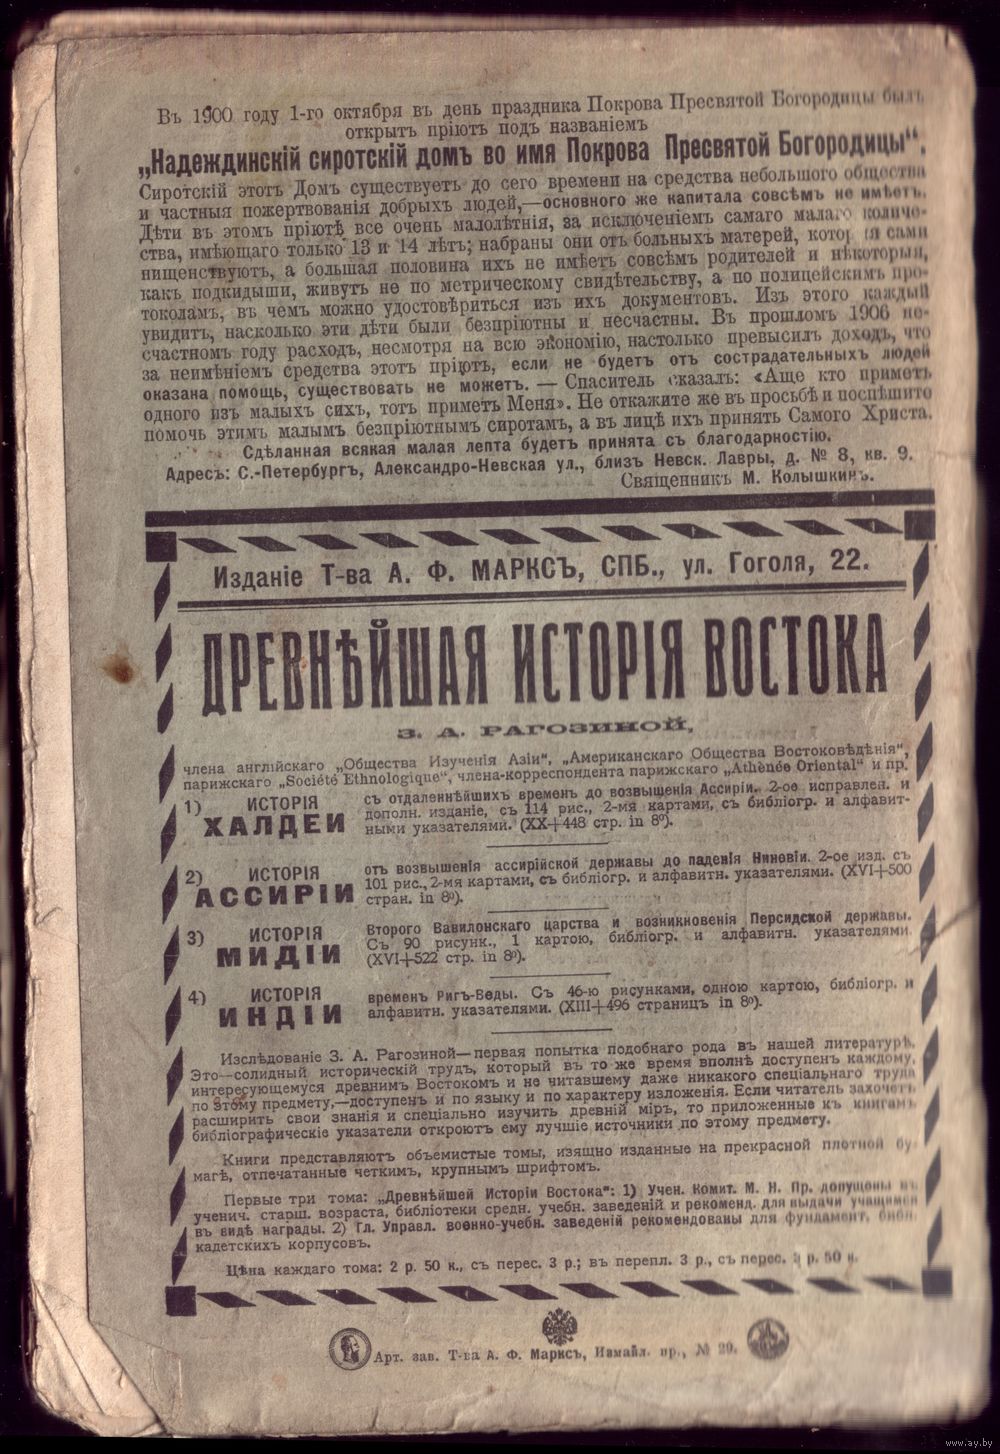 Въ 1900 году 1-го октября въ день праздника Покрова Пресвятой Богородицы былъ
открытъ пріютъ подъ названіемъ
„Надеждинскій сиротскій домъ во имя Покрова Пресвятой Богородицы“.
Сиротскій этотъ Домъ существуетъ до сего времени на средства небольшого общества
и частныя пожертвованія добрыхъ людей,—основного же капитала совсѣмъ не имѣетъ.
Дѣти въ этомъ пріютѣ все очень малолѣтнія, за исключеніемъ самаго малаго количе-
ства, имѣющаго только 13 и 14 лѣтъ; набраны они отъ больныхъ матерей, которыя сами
нищенствуютъ, а большая половина ихъ не имѣетъ совсѣмъ родителей и нѣкоторыя,
какъ подкидыши, живутъ не по метрическому свидѣтельству, а по полицейскимъ про-
токоламъ, въ чемъ можно удостовѣриться изъ ихъ документовъ. Изъ этого каждый
увидитъ, насколько эти дѣти были безпріютны и несчастны. Въ прошломъ 1906 не-
счастномъ году расходъ, несмотря на всю экономію, настолько превысилъ доходъ, что
за неимѣніемъ средства этотъ пріютъ, если не будетъ отъ сострадательныхъ людей
оказана помощь, существовать не можетъ. — Спаситель сказалъ: «Аще кто приметъ
одного изъ малыхъ сихъ, тотъ приметъ Меня». Не откажите же въ просьбѣ и поспѣшите
помочь этимъ малымъ безпріютнымъ сиротамъ, а въ лицѣ ихъ принять Самого Христа.
Сдѣланная всякая малая лепта будетъ принята съ благодарностію.
Адресъ: С.-Петербургъ, Александро-Невская ул., близъ Невск. Лавры, д. № 8, кв. 9.
Священникъ М. Колышкинъ.
Изданіе Т-ва А. Ф. МАРКСЪ, СПБ., ул. Гоголя, 22.
ДРЕВНѢЙШАЯ ИСТОРІЯ ВОСТОКА
З. А. РАГОЗИНОЙ,
члена англійскаго „Общества Изученія Азіи“, „Американскаго Общества Востоковѣдѣнія“,
парижскаго „Société Ethnologique“, члена-корреспондента парижскаго „Athénée Oriental“ и пр.
1) ИСТОРІЯ
ХАЛДЕИ
съ отдаленнѣйшихъ временъ до возвышенія Ассиріи. 2-ое исправлен. и
дополн. изданіе, съ 114 рис., 2-мя картами, съ библіогр. и алфавит-
ными указателями. (XX+448 стр. in 8º).
2) ИСТОРІЯ
АССИРІИ
отъ возвышенія ассирійской державы до паденія Ниневіи. 2-ое изд. съ
101 рис., 2-мя картами, съ библіогр. и алфавитн. указателями. (XVI+500
стран. in 8º).
3) ИСТОРІЯ
МИДІИ
Второго Вавилонскаго царства и возникновенія Персидской державы.
Съ 90 рисунк., 1 картою, библіогр. и алфавитн. указателями
(XVI+522 стр. in 8º).
4) ИСТОРІЯ
ИНДІИ
временъ Ригъ-Веды. Съ 46-ю рисунками, одною картою, библіогр. и
алфавитн. указателями. (XIII+496 страницъ in 8º).
Изслѣдованіе З. А. Рагозиной—первая попытка подобнаго рода въ нашей литературѣ.
Это—солидный историческій трудъ, который въ то же время вполнѣ доступенъ каждому,
интересующемуся древнимъ Востокомъ и не читавшему даже никакого спеціальнаго труда
по этому предмету,—доступенъ и по языку и по характеру изложенія. Если читатель захочетъ
расширить свои знанія и спеціально изучить древній міръ, то приложенные къ книгамъ
библіографическіе указатели откроютъ ему лучшіе источники по этому предмету.
Книги представляютъ объемистые томы, изящно изданные на прекрасной плотной бу-
магѣ, отпечатанные четкимъ, крупнымъ шрифтомъ.
Первые три тома: „Древнѣйшей Исторіи Востока“: 1) Учен. Комит. М. Н. Пр. допущены въ
ученич. старш. возраста, библіотеки средн. учебн. заведеній и рекоменд. для выдачи учащимся
въ видѣ награды. 2) Гл. Управл. военно-учебн. заведеній рекомендованы для фундамент. библ.
кадетскихъ корпусовъ.
Цѣна каждаго тома: 2 р. 50 к., съ перес. 3 р.; въ перепл. 3 р., съ перес. 3 р. 50 к.
Арт. зав. Т-ва А. Ф. Марксъ, Измайл. пр., № 29.
www.ay.by